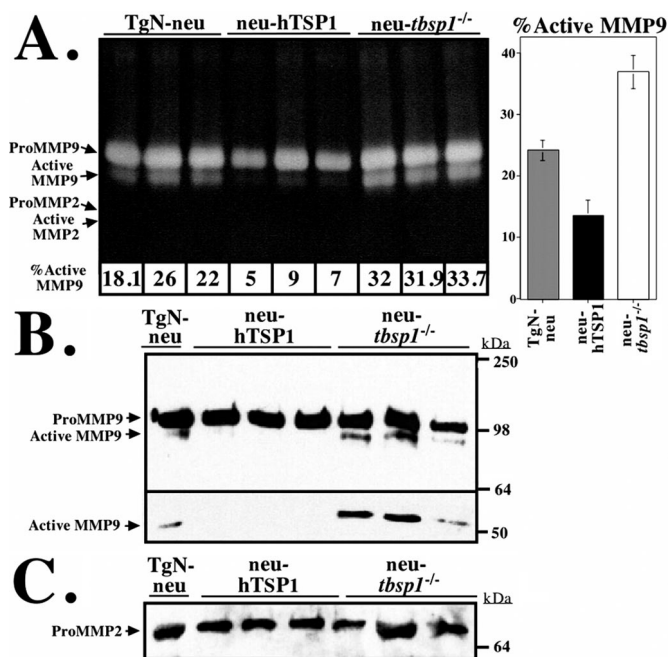 A.
TgN-neu neu-hTSP1 neu-tbsp1-/-
ProMMP9
Active
MMP9
ProMMP2
Active
MMP2
%Active
MMP9
18.1 26 22 5 9 7 32 31.9 33.7
%Active MMP9
40
30
20
10
0
TgN-
neu
neu-
hTSP1
neu-
tbsp1-/-
B.
TgN-
neu
neu-
hTSP1
neu-
tbsp1-/-
kDa
250
ProMMP9
Active MMP9
98
64
Active MMP9
50
C.
TgN-
neu
neu-
hTSP1
neu-
tbsp1-/-
kDa
ProMMP2
64